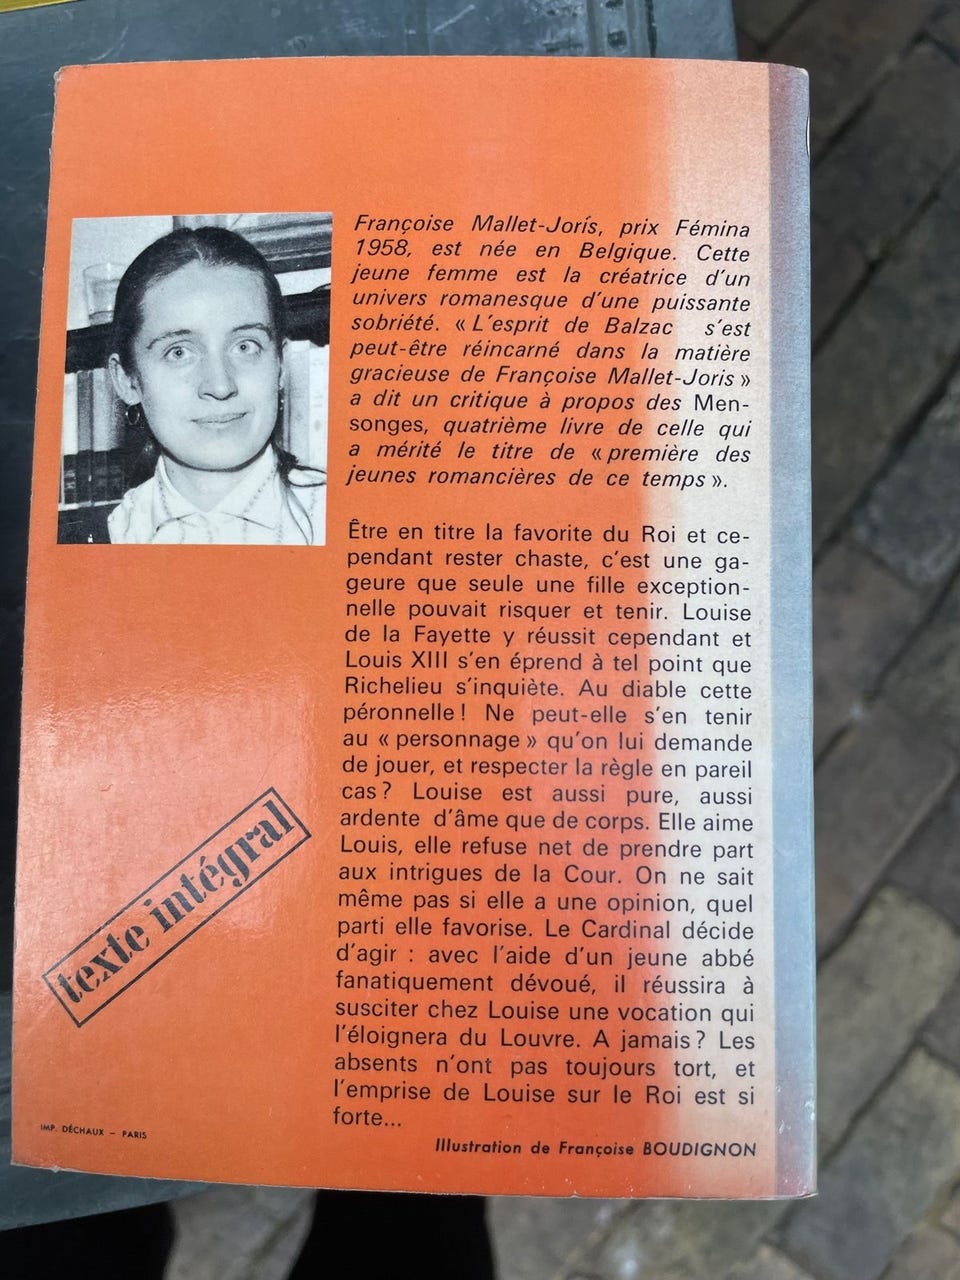 Françoise Mallet-Joris, prix Fémina
1958, est née en Belgique. Cette
jeune femme est la créatrice d'un
univers romanesque d'une puissante
sobriété. « L'esprit de Balzac s'est
peut-être réincarné dans la matière
gracieuse de Françoise Mallet-Joris »
a dit un critique à propos des Men-
songes, quatrième livre de celle qui
a mérité le titre de « première des
jeunes romancières de ce temps ».
Être en titre la favorite du Roi et ce-
pendant rester chaste, c'est une ga-
geure que seule une fille exception-
nelle pouvait risquer et tenir. Louise
de la Fayette y réussit cependant et
Louis XIII s'en éprend à tel point que
Richelieu s'inquiète. Au diable cette
péronnelle! Ne peut-elle s'en tenir
au « personnage » qu'on lui demande
de jouer, et respecter la règle en pareil
cas? Louise est aussi pure, aussi
ardente d'âme que de corps. Elle aime
Louis, elle refuse net de prendre part
aux intrigues de la Cour. On ne sait
même pas si elle a une opinion, quel
parti elle favorise. Le Cardinal décide
d'agir : avec l'aide d'un jeune abbé
fanatiquement dévoué, il réussira à
susciter chez Louise une vocation qui
l'éloignera du Louvre. A jamais? Les
absents n'ont pas toujours tort, et
l'emprise de Louise sur le Roi est si
forte...
texte intégral
IMP. DÉCHAUX – PARIS
Illustration de Françoise BOUDIGNON